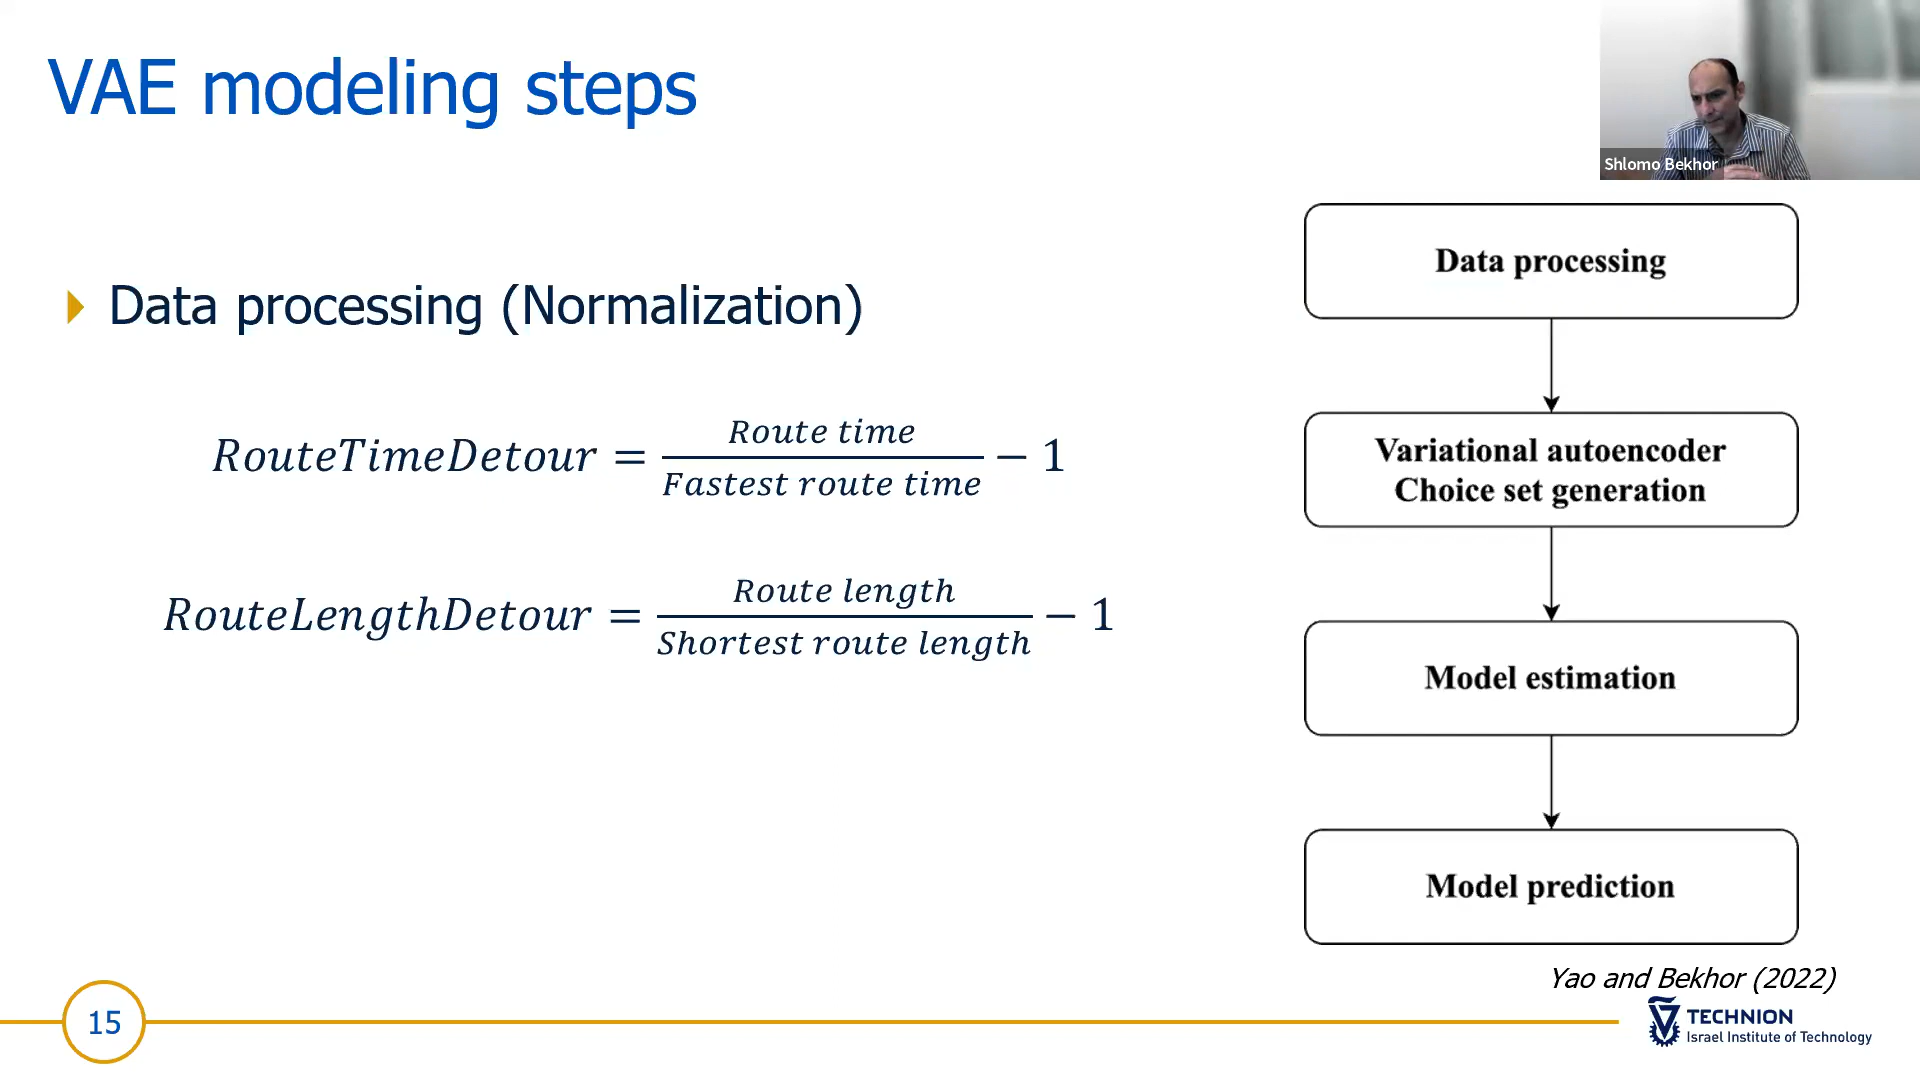 VAE modeling steps
Shlomo Bekhor
Data processing (Normalization)
RouteTimeDetour = Route time / Fastest route time − 1
RouteLengthDetour = Route length / Shortest route length − 1
Data processing
Variational autoencoder
Choice set generation
Model estimation
Model prediction
Yao and Bekhor (2022)
15
TECHNION
Israel Institute of Technology